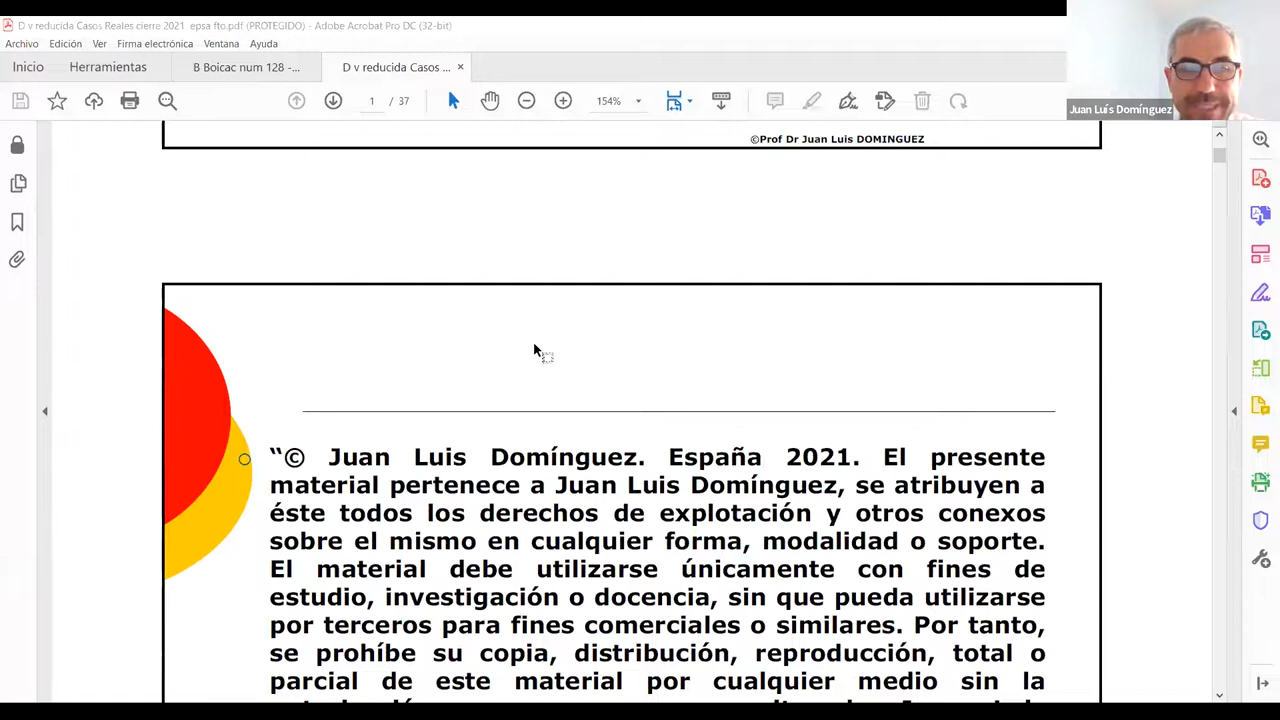 D v reducida Casos Reales cierre 2021 epsa fto.pdf (PROTEGIDO) - Adobe Acrobat Pro DC (32-bit)
Archivo Edición Ver Firma electrónica Ventana Ayuda
Inicio Herramientas B Boicac num 128 -... D v reducida Casos ... ×
1 / 37 154%
Juan Luís Domínguez
©Prof Dr Juan Luis DOMINGUEZ
“© Juan Luis Domínguez. España 2021. El presente
material pertenece a Juan Luis Domínguez, se atribuyen a
éste todos los derechos de explotación y otros conexos
sobre el mismo en cualquier forma, modalidad o soporte.
El material debe utilizarse únicamente con fines de
estudio, investigación o docencia, sin que pueda utilizarse
por terceros para fines comerciales o similares. Por tanto,
se prohíbe su copia, distribución, reproducción, total o
parcial de este material por cualquier medio sin la